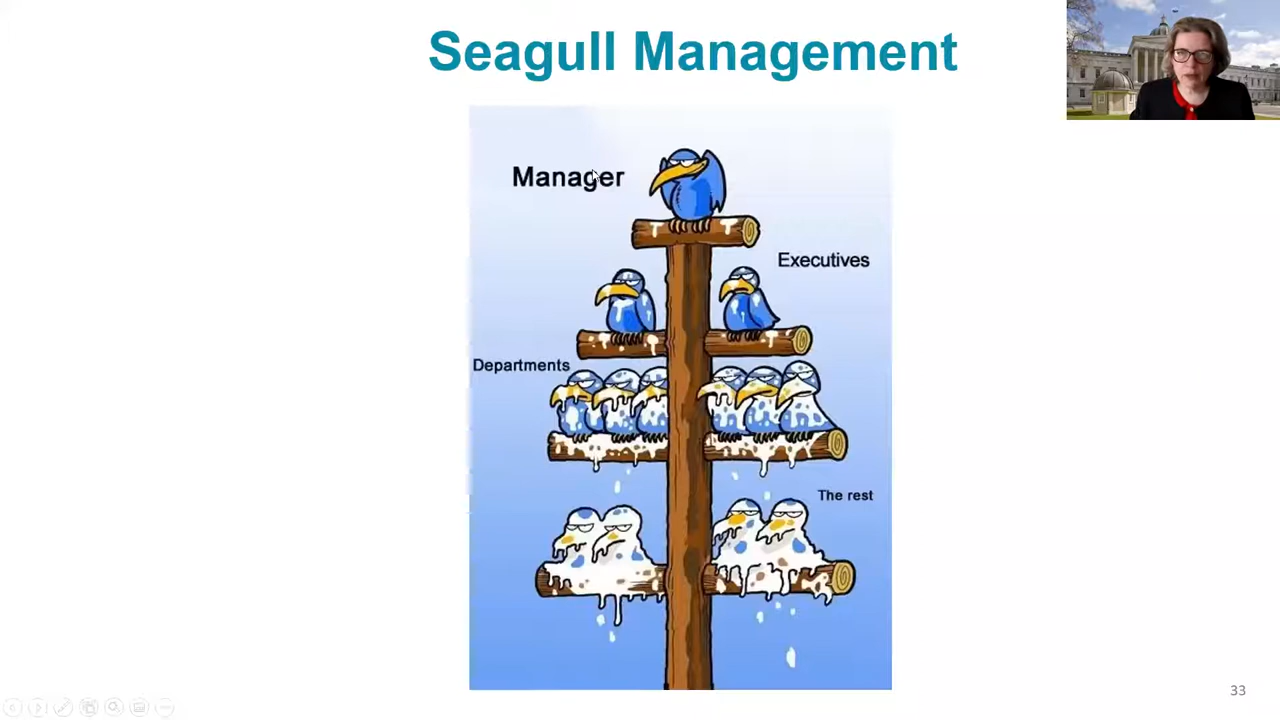 Seagull Management
Manager
Executives
Departments
The rest
33